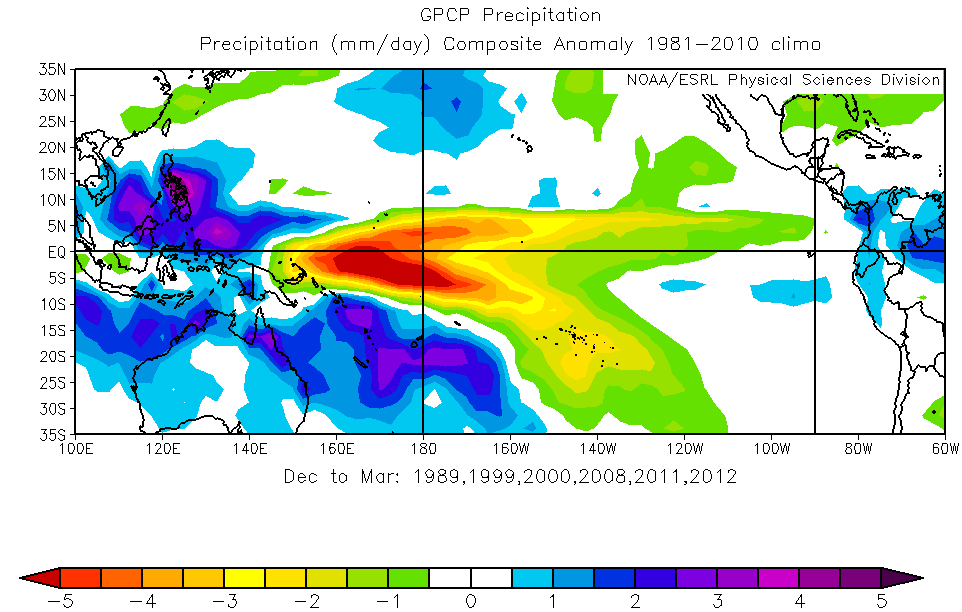 GPCP Precipitation
Precipitation (mm/day) Composite Anomaly 1981−2010 climo
NOAA/ESRL Physical Sciences Division
35N
30N
25N
20N
15N
10N
5N
EQ
5S
10S
15S
20S
25S
30S
35S
100E 120E 140E 160E 180 160W 140W 120W 100W 80W 60W
Dec to Mar: 1989,1999,2000,2008,2011,2012
−5 −4 −3 −2 −1 0 1 2 3 4 5